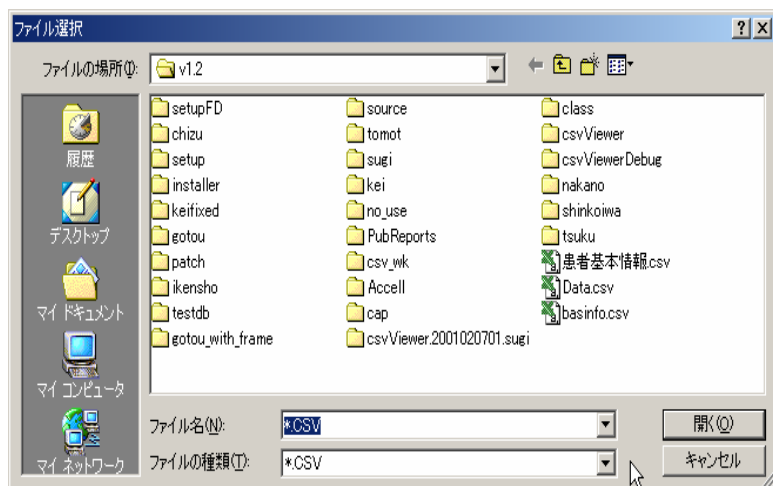 ファイル選択
ファイルの場所(I):
v1.2
履歴
デスクトップ
マイ ドキュメント
マイ コンピュータ
マイ ネットワーク
setupFD
chizu
setup
installer
keifixed
gotou
patch
ikensho
testdb
gotou_with_frame
source
tomot
sugi
kei
no_use
PubReports
csv_wk
Accell
cap
csvViewer.2001020701.sugi
class
csvViewer
csvViewerDebug
nakano
shinkoiwa
tsuku
患者基本情報.csv
Data.csv
basinfo.csv
ファイル名(N):
*.CSV
開く(O)
ファイルの種類(T):
*.CSV
キャンセル